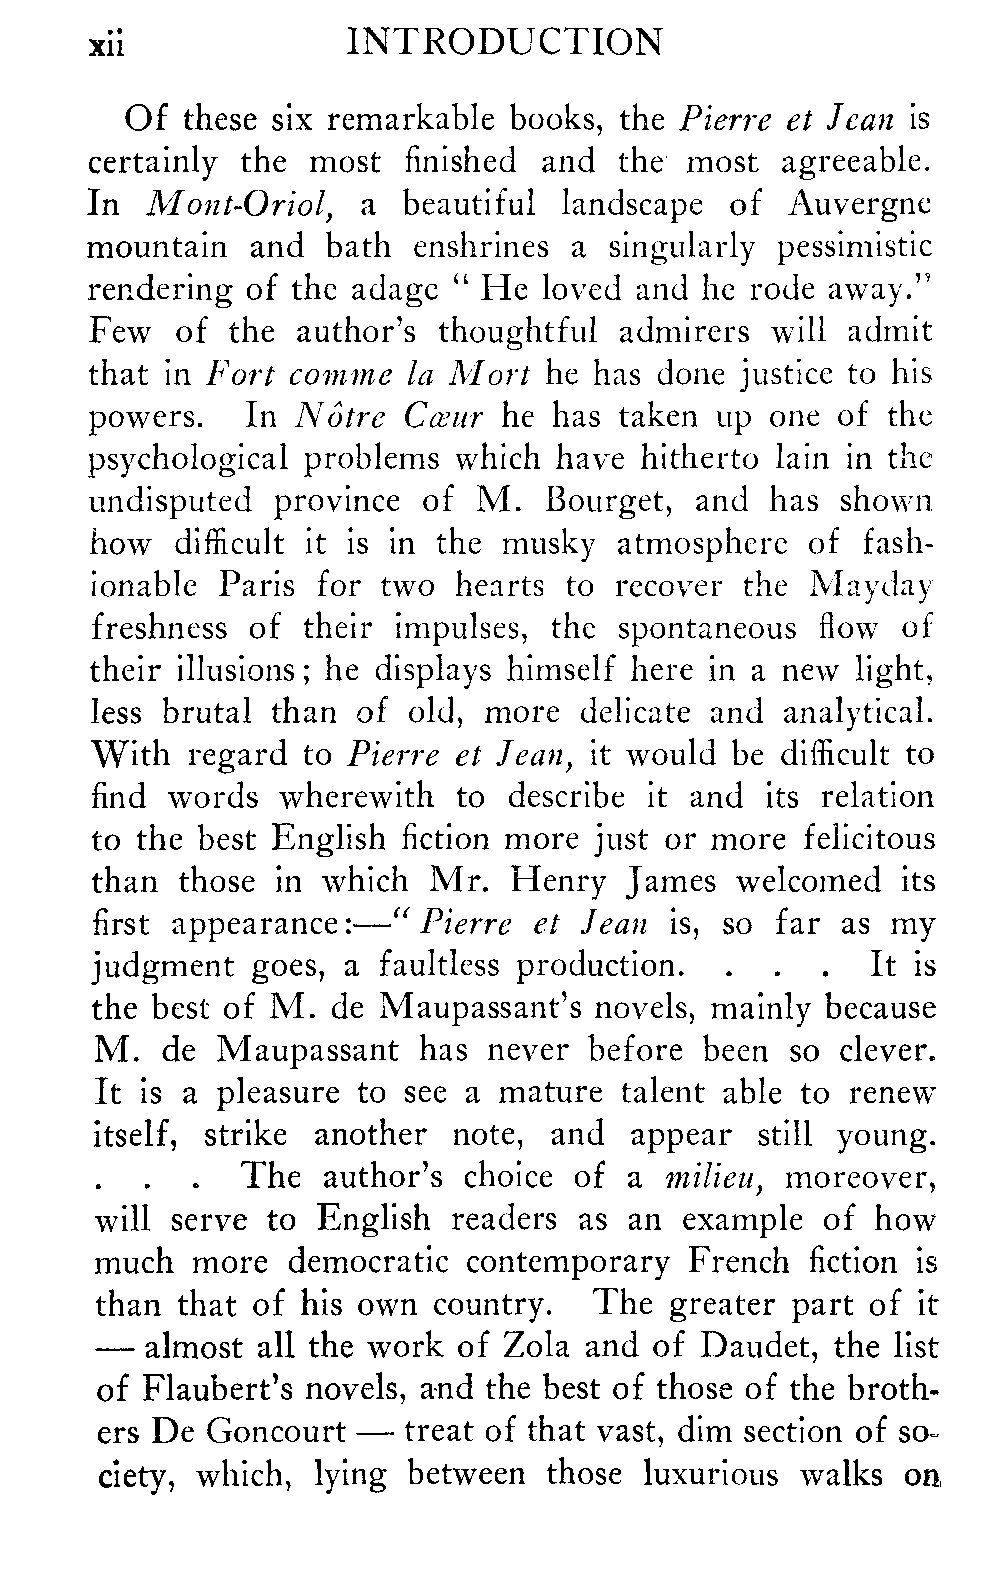 xii INTRODUCTION
Of these six remarkable books, the Pierre et Jean is
certainly the most finished and the most agreeable.
In Mont-Oriol, a beautiful landscape of Auvergne
mountain and bath enshrines a singularly pessimistic
rendering of the adage “ He loved and he rode away.”
Few of the author’s thoughtful admirers will admit
that in Fort comme la Mort he has done justice to his
powers. In Nôtre Cœur he has taken up one of the
psychological problems which have hitherto lain in the
undisputed province of M. Bourget, and has shown
how difficult it is in the musky atmosphere of fash-
ionable Paris for two hearts to recover the Mayday
freshness of their impulses, the spontaneous flow of
their illusions ; he displays himself here in a new light,
less brutal than of old, more delicate and analytical.
With regard to Pierre et Jean, it would be difficult to
find words wherewith to describe it and its relation
to the best English fiction more just or more felicitous
than those in which Mr. Henry James welcomed its
first appearance:—“ Pierre et Jean is, so far as my
judgment goes, a faultless production. . . . It is
the best of M. de Maupassant’s novels, mainly because
M. de Maupassant has never before been so clever.
It is a pleasure to see a mature talent able to renew
itself, strike another note, and appear still young.
. . . The author’s choice of a milieu, moreover,
will serve to English readers as an example of how
much more democratic contemporary French fiction is
than that of his own country. The greater part of it
— almost all the work of Zola and of Daudet, the list
of Flaubert’s novels, and the best of those of the broth-
ers De Goncourt — treat of that vast, dim section of so-
ciety, which, lying between those luxurious walks on